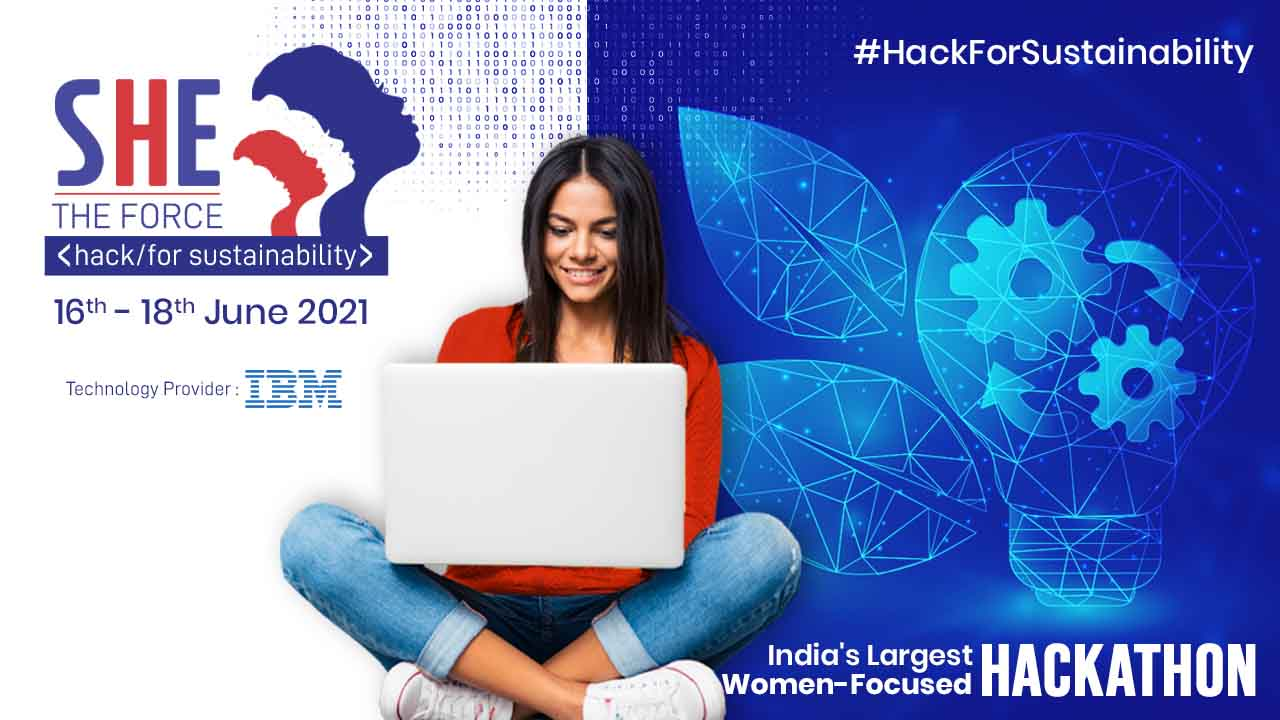 #HackForSustainability
SHE
THE FORCE
<hack/for sustainability>
16th - 18th June 2021
Technology Provider : IBM
India's Largest
Women-Focused
HACKATHON